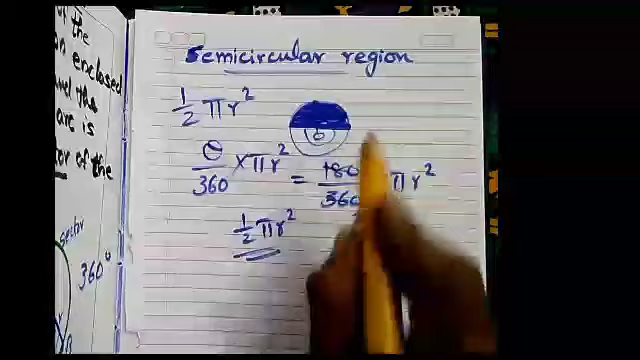 of the
enclosed
and the
arc is
of the
sector
360°
Semicircular region
1/2 πr²
θ/360 × πr² = 180/360 πr²
1/2 πr²